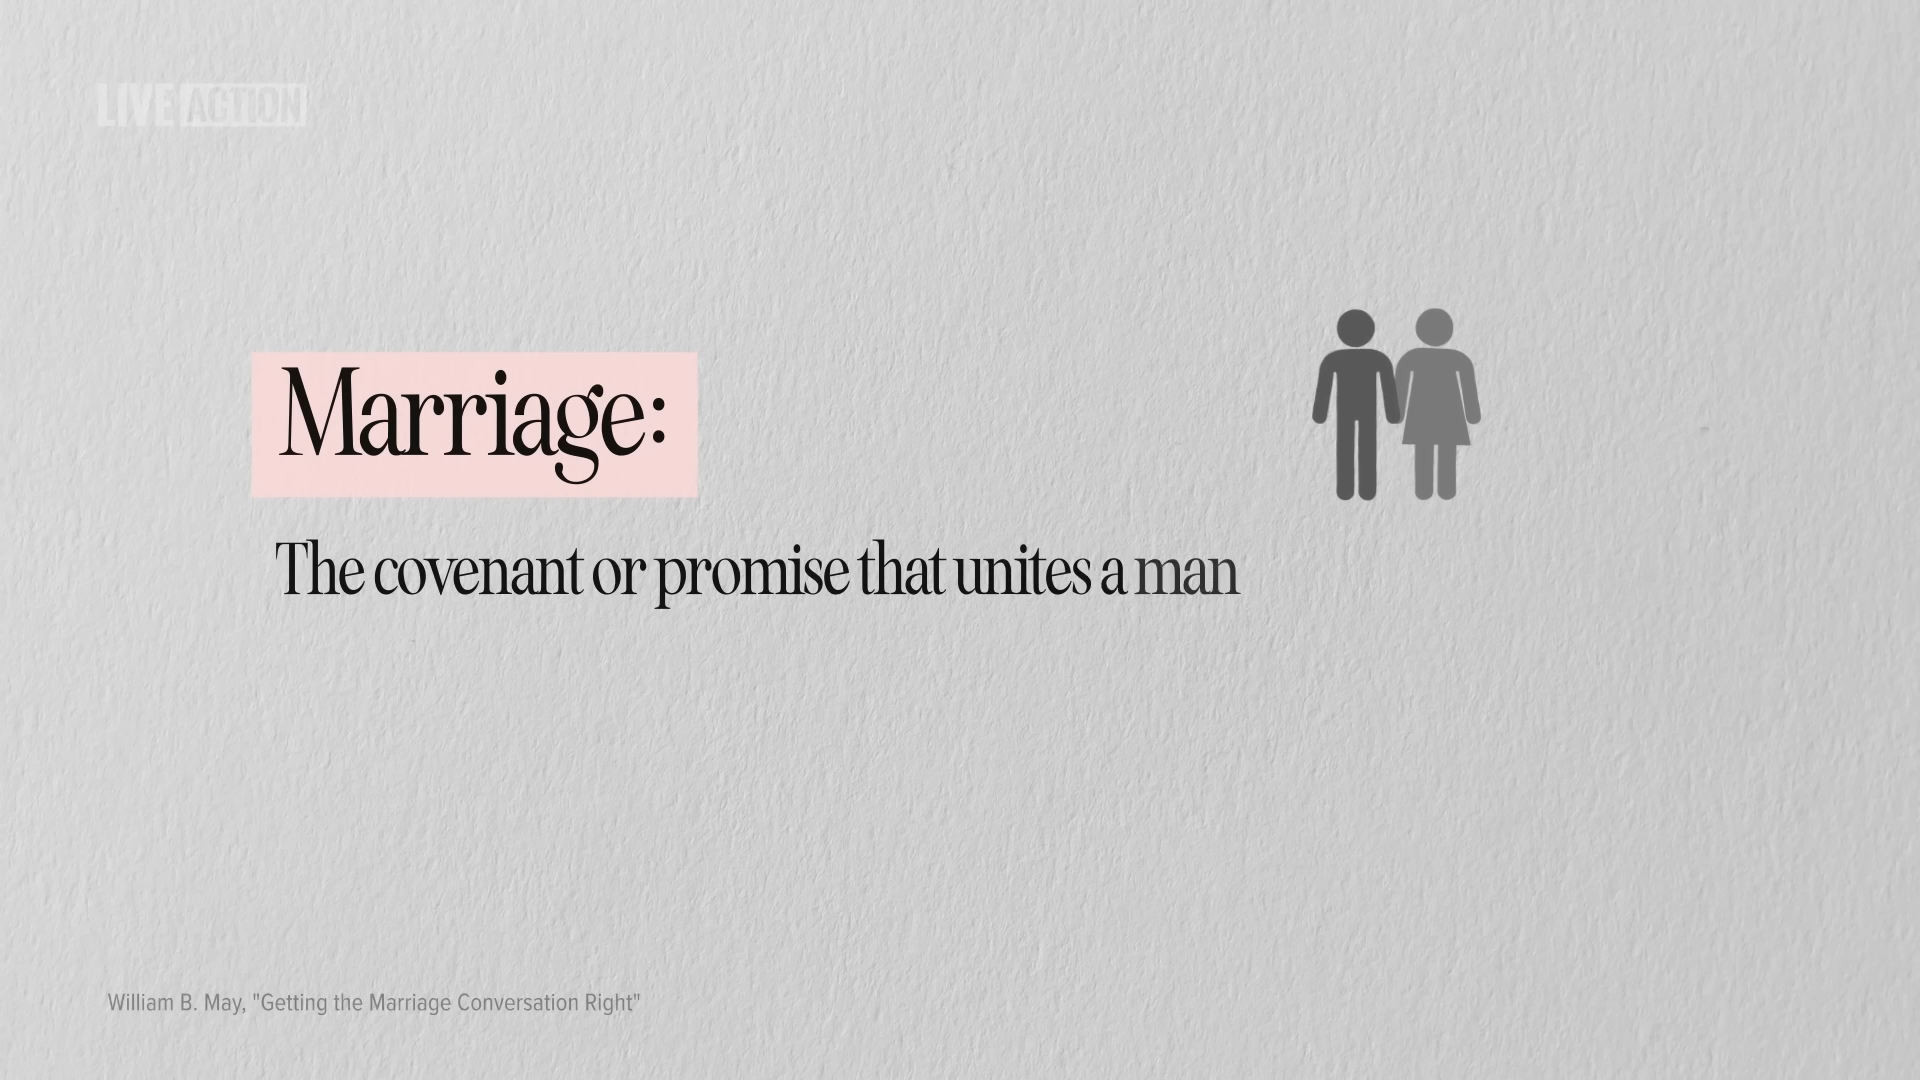 LIVE ACTION
Marriage:
The covenant or promise that unites a man
William B. May, "Getting the Marriage Conversation Right"